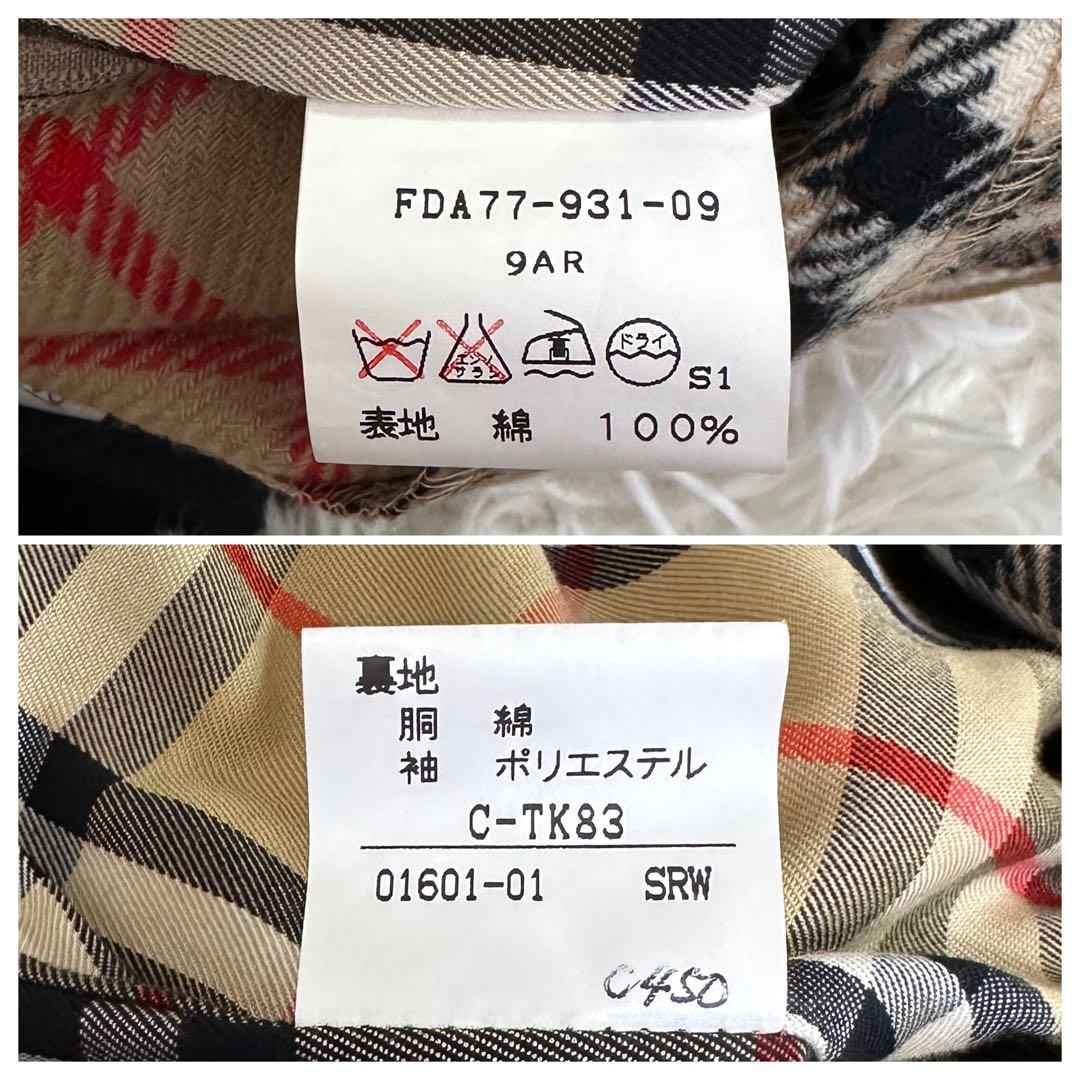 FDA77-931-09
9AR
エンソ
サラシ
高
ドライ
S1
表地 綿 100%
裏地
胴 綿
袖 ポリエステル
C-TK83
01601-01 SRW
C450